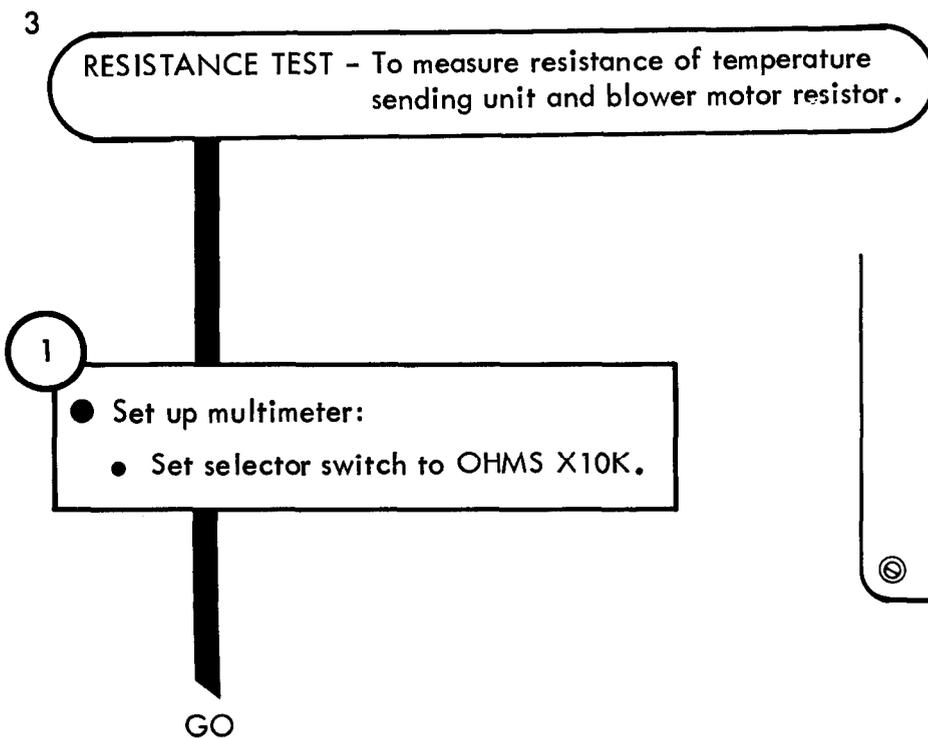 3
RESISTANCE TEST - To measure resistance of temperature
sending unit and blower motor resistor.
1
● Set up multimeter:
● Set selector switch to OHMS X10K.
GO